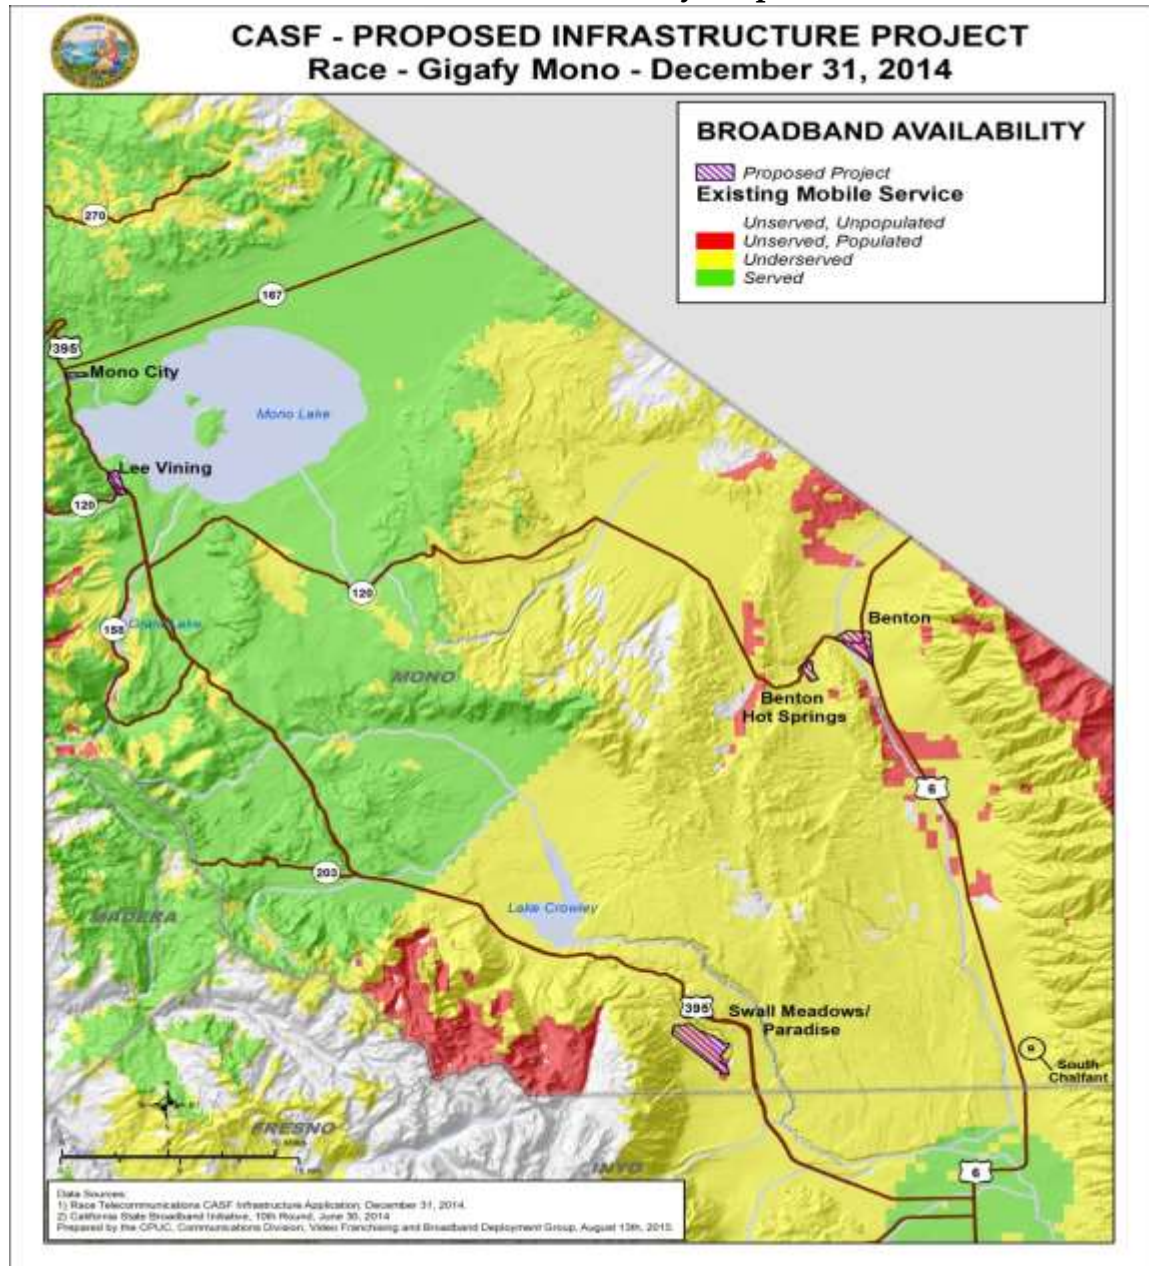 CASF - PROPOSED INFRASTRUCTURE PROJECT
Race - Gigafy Mono - December 31, 2014
BROADBAND AVAILABILITY
Proposed Project
Existing Mobile Service
Unserved, Unpopulated
Unserved, Populated
Underserved
Served
270
167
395
Mono City
Mono Lake
Lee Vining
120
120
158
MONO
Benton
Benton
Hot Springs
6
203
MADERA
Lake Crowley
395
Swall Meadows/
Paradise
South
Chalfant
FRESNO
INYO
6
Data Sources:
1) Race Telecommunications CASF Infrastructure Application, December 31, 2014.
2) California State Broadband Initiative, 10th Round, June 30, 2014
Prepared by the CPUC, Communications Division, Video Franchising and Broadband Deployment Group, August 13th, 2015.